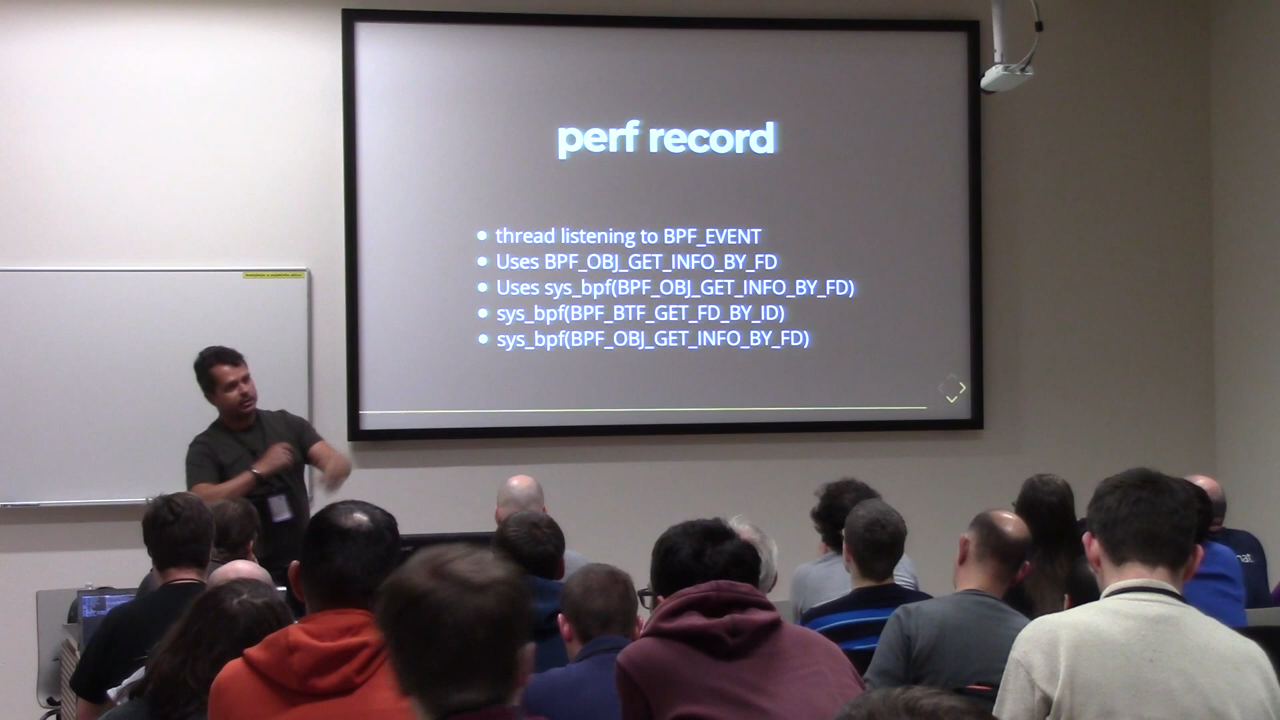 perf record
• thread listening to BPF_EVENT
• Uses BPF_OBJ_GET_INFO_BY_FD
• Uses sys_bpf(BPF_OBJ_GET_INFO_BY_FD)
• sys_bpf(BPF_BTF_GET_FD_BY_ID)
• sys_bpf(BPF_OBJ_GET_INFO_BY_FD)